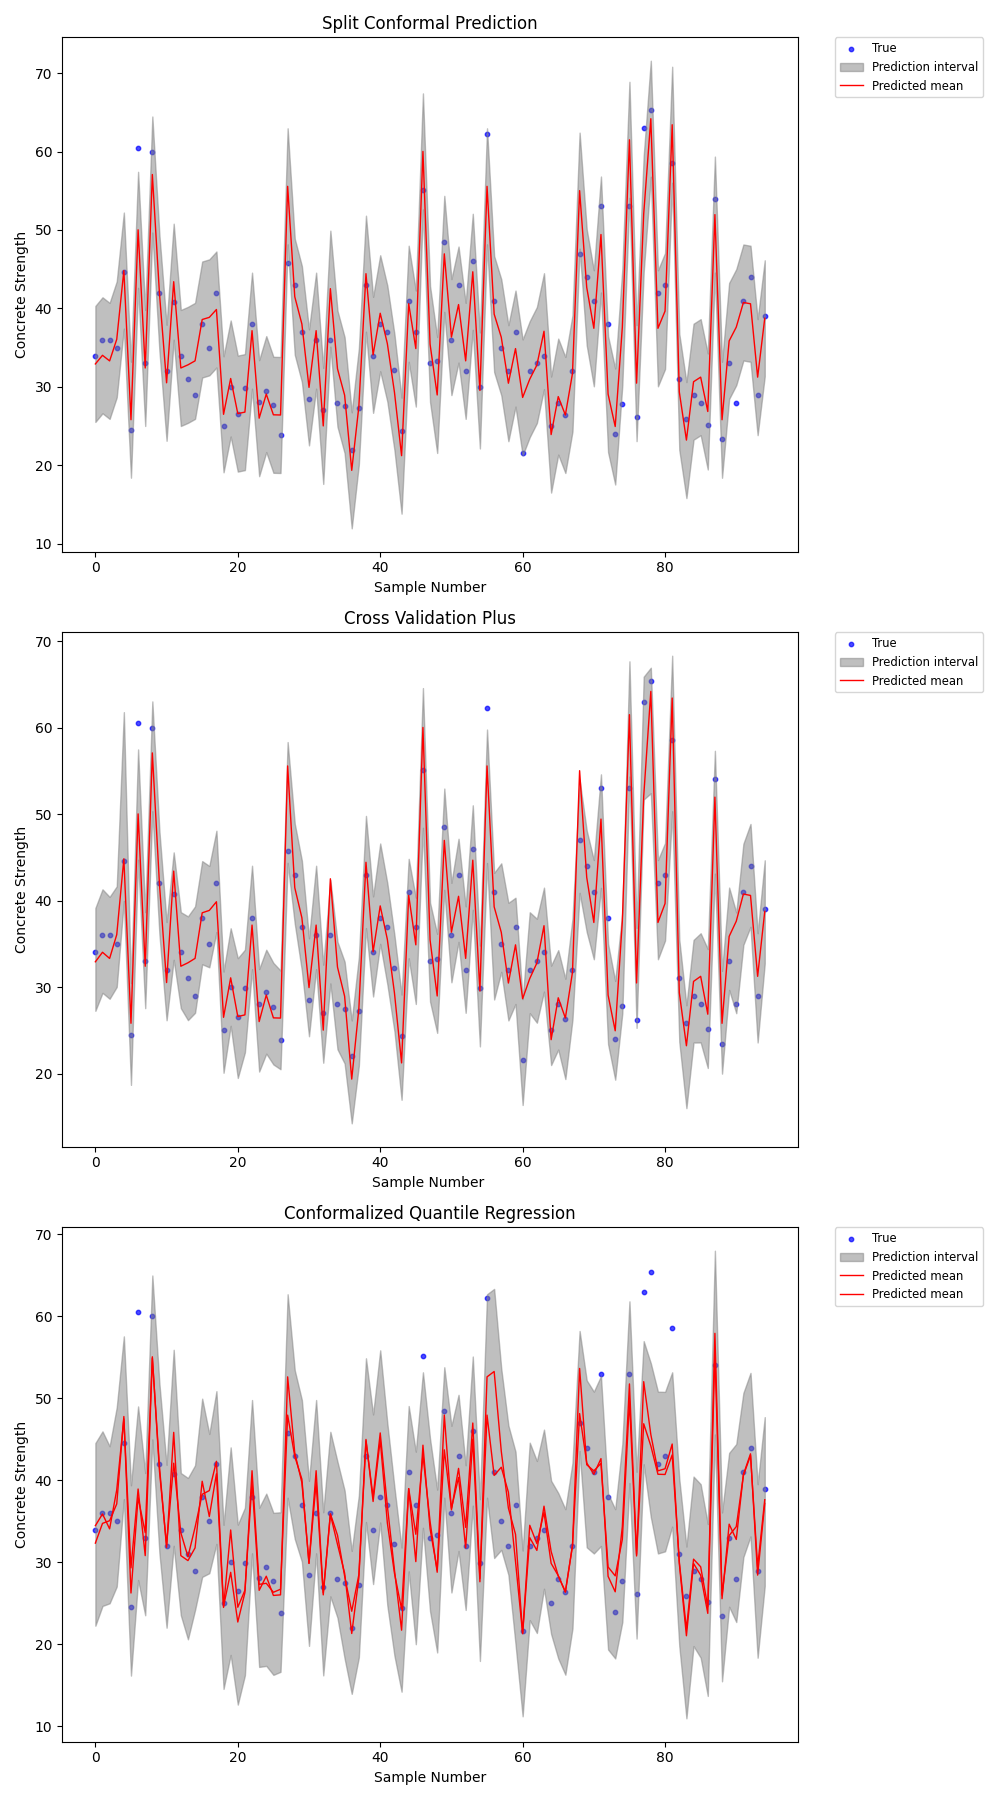 Split Conformal Prediction
Concrete Strength
70
60
50
40
30
20
10
0
20
40
60
80
Sample Number
True
Prediction interval
Predicted mean
Cross Validation Plus
Concrete Strength
70
60
50
40
30
20
0
20
40
60
80
Sample Number
True
Prediction interval
Predicted mean
Conformalized Quantile Regression
Concrete Strength
70
60
50
40
30
20
10
0
20
40
60
80
Sample Number
True
Prediction interval
Predicted mean
Predicted mean